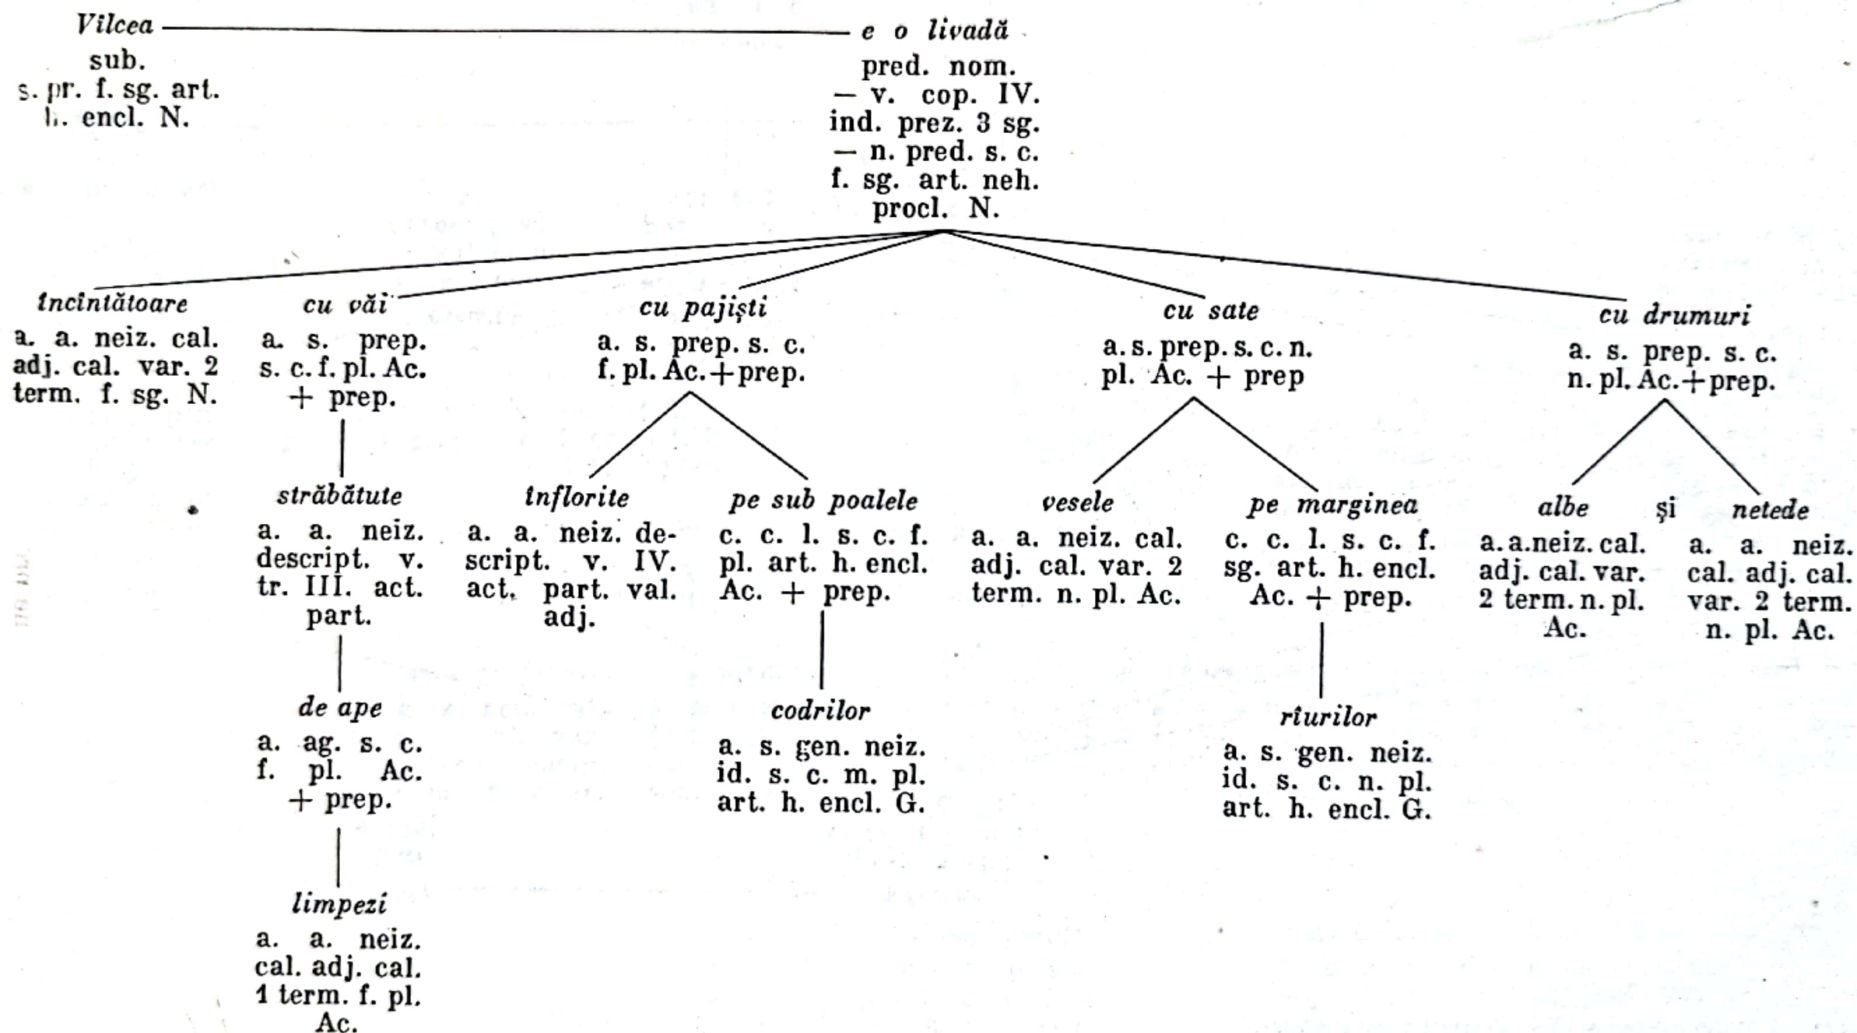 Vîlcea e o livadă
sub.
s. pr. f. sg. art.
h. encl. N.
pred. nom.
— v. cop. IV.
ind. prez. 3 sg.
— n. pred. s. c.
f. sg. art. neh.
procl. N.
încîntătoare
a. a. neiz. cal.
adj. cal. var. 2
term. f. sg. N.
cu văi
a. s. prep.
s. c. f. pl. Ac.
+ prep.
cu pajiști
a. s. prep. s. c.
f. pl. Ac. + prep.
cu sate
a. s. prep. s. c. n.
pl. Ac. + prep
cu drumuri
a. s. prep. s. c.
n. pl. Ac. + prep.
străbătute
a. a. neiz.
descript. v.
tr. III. act.
part.
înflorite
a. a. neiz. de-
script. v. IV.
act. part. val.
adj.
pe sub poalele
c. c. l. s. c. f.
pl. art. h. encl.
Ac. + prep.
vesele
a. a. neiz. cal.
adj. cal. var. 2
term. n. pl. Ac.
pe marginea
c. c. l. s. c. f.
sg. art. h. encl.
Ac. + prep.
albe și netede
a. a. neiz. cal.
adj. cal. var.
2 term. n. pl.
Ac.
a. a. neiz.
cal. adj. cal.
var. 2 term.
n. pl. Ac.
de ape
a. ag. s. c.
f. pl. Ac.
+ prep.
codrilor
a. s. gen. neiz.
id. s. c. m. pl.
art. h. encl. G.
rîurilor
a. s. gen. neiz.
id. s. c. n. pl.
art. h. encl. G.
limpezi
a. a. neiz.
cal. adj. cal.
1 term. f. pl.
Ac.